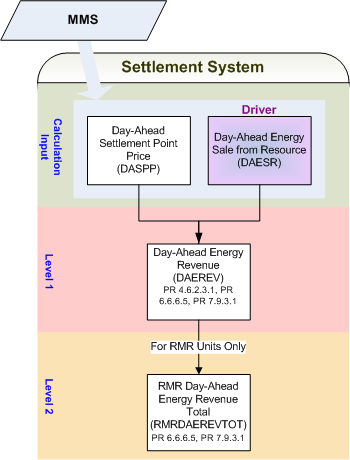 MMS
Settlement System
Calculation
Input
Driver
Day-Ahead
Settlement Point
Price
(DASPP)
Day-Ahead Energy
Sale from Resource
(DAESR)
Level 1
Day-Ahead Energy
Revenue
(DAEREV)
PR 4.6.2.3.1, PR
6.6.6.5, PR 7.9.3.1
For RMR Units Only
Level 2
RMR Day-Ahead
Energy Revenue
Total
(RMRDAEREVTOT)
PR 6.6.6.5, PR 7.9.3.1